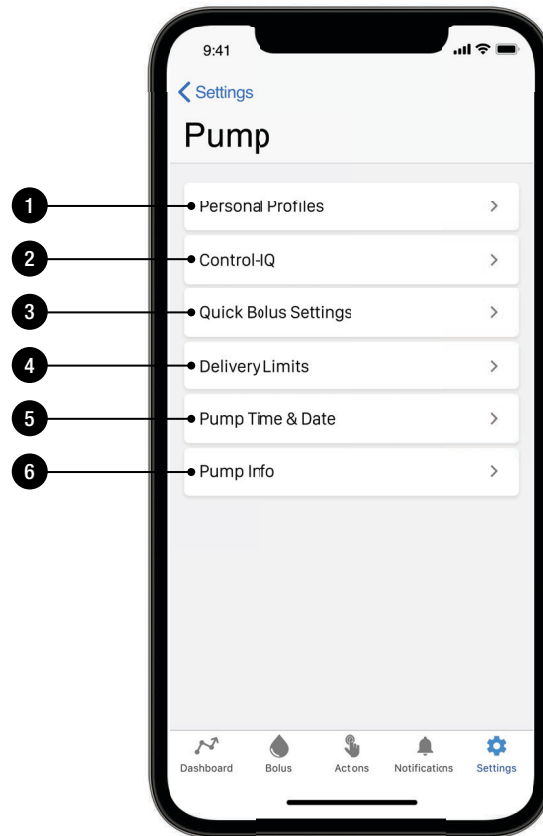 9:41
Settings
Pump
1 Personal Profiles
2 Control-IQ
3 Quick Bolus Settings
4 Delivery Limits
5 Pump Time & Date
6 Pump Info
Dashboard Bolus Actons Notifications Settings